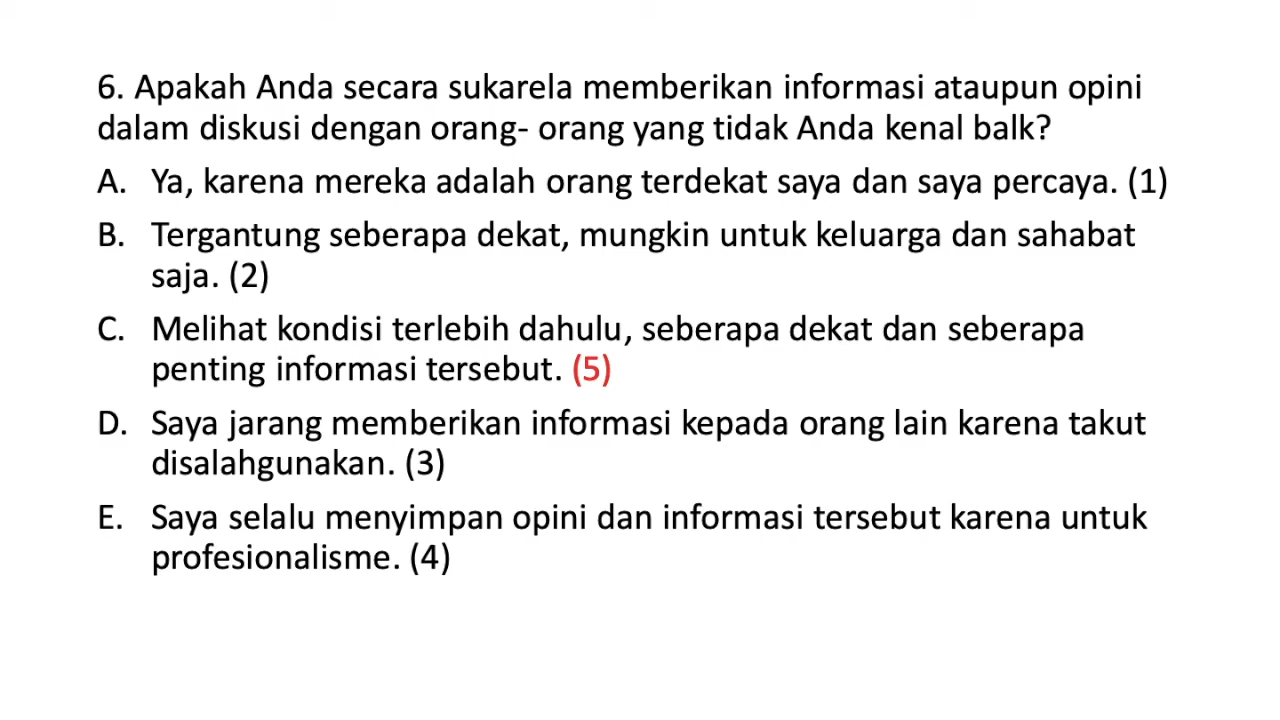 6. Apakah Anda secara sukarela memberikan informasi ataupun opini
dalam diskusi dengan orang- orang yang tidak Anda kenal balk?
A. Ya, karena mereka adalah orang terdekat saya dan saya percaya. (1)
B. Tergantung seberapa dekat, mungkin untuk keluarga dan sahabat
saja. (2)
C. Melihat kondisi terlebih dahulu, seberapa dekat dan seberapa
penting informasi tersebut. (5)
D. Saya jarang memberikan informasi kepada orang lain karena takut
disalahgunakan. (3)
E. Saya selalu menyimpan opini dan informasi tersebut karena untuk
profesionalisme. (4)